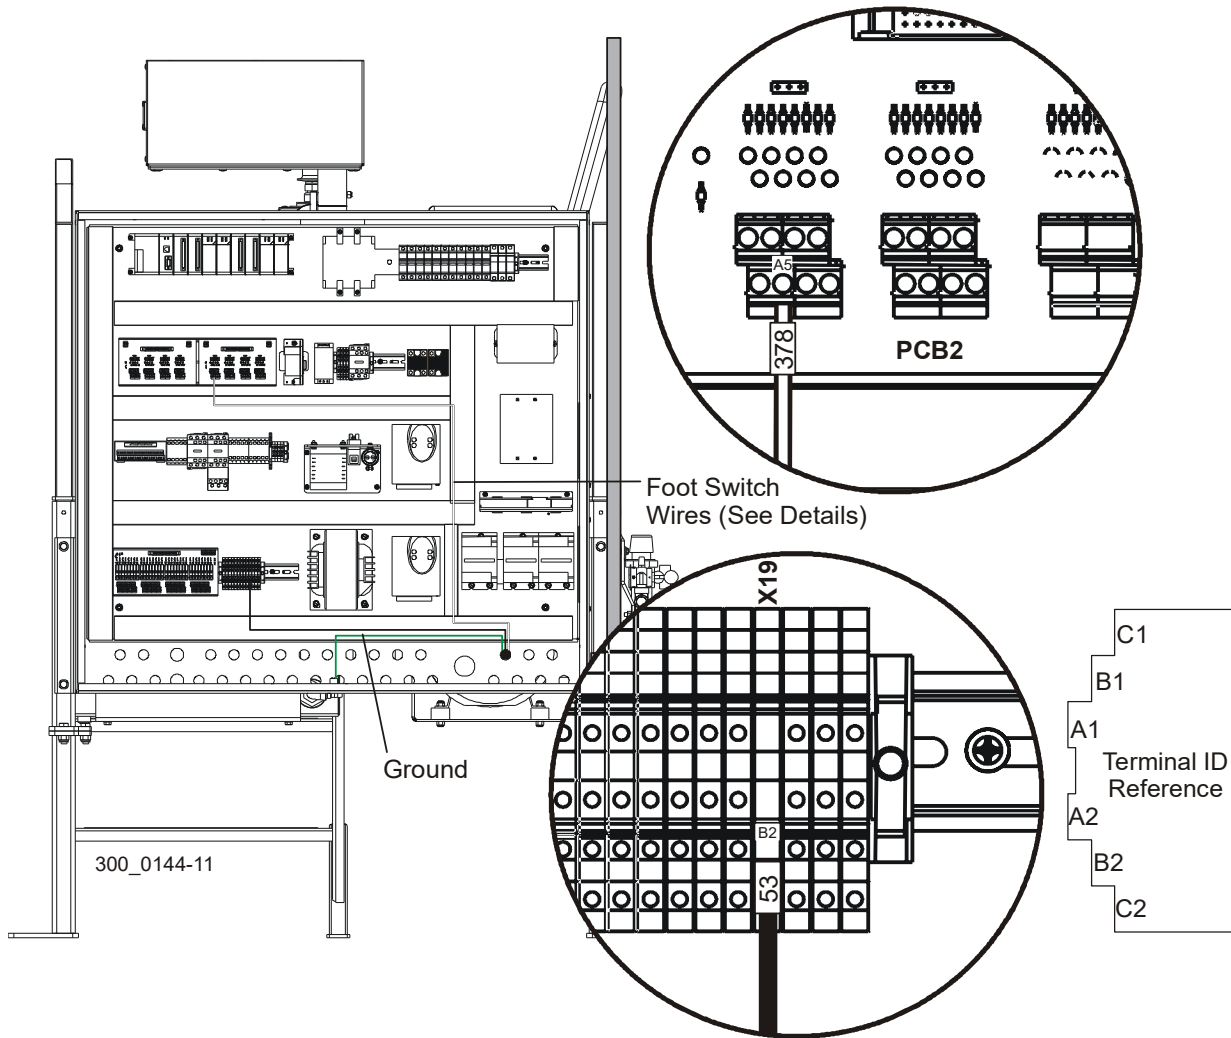 A5
378
PCB2
Foot Switch
Wires (See Details)
X19
C1
B1
A1
Terminal ID
Reference
A2
B2
C2
Ground
B2
53
300_0144-11